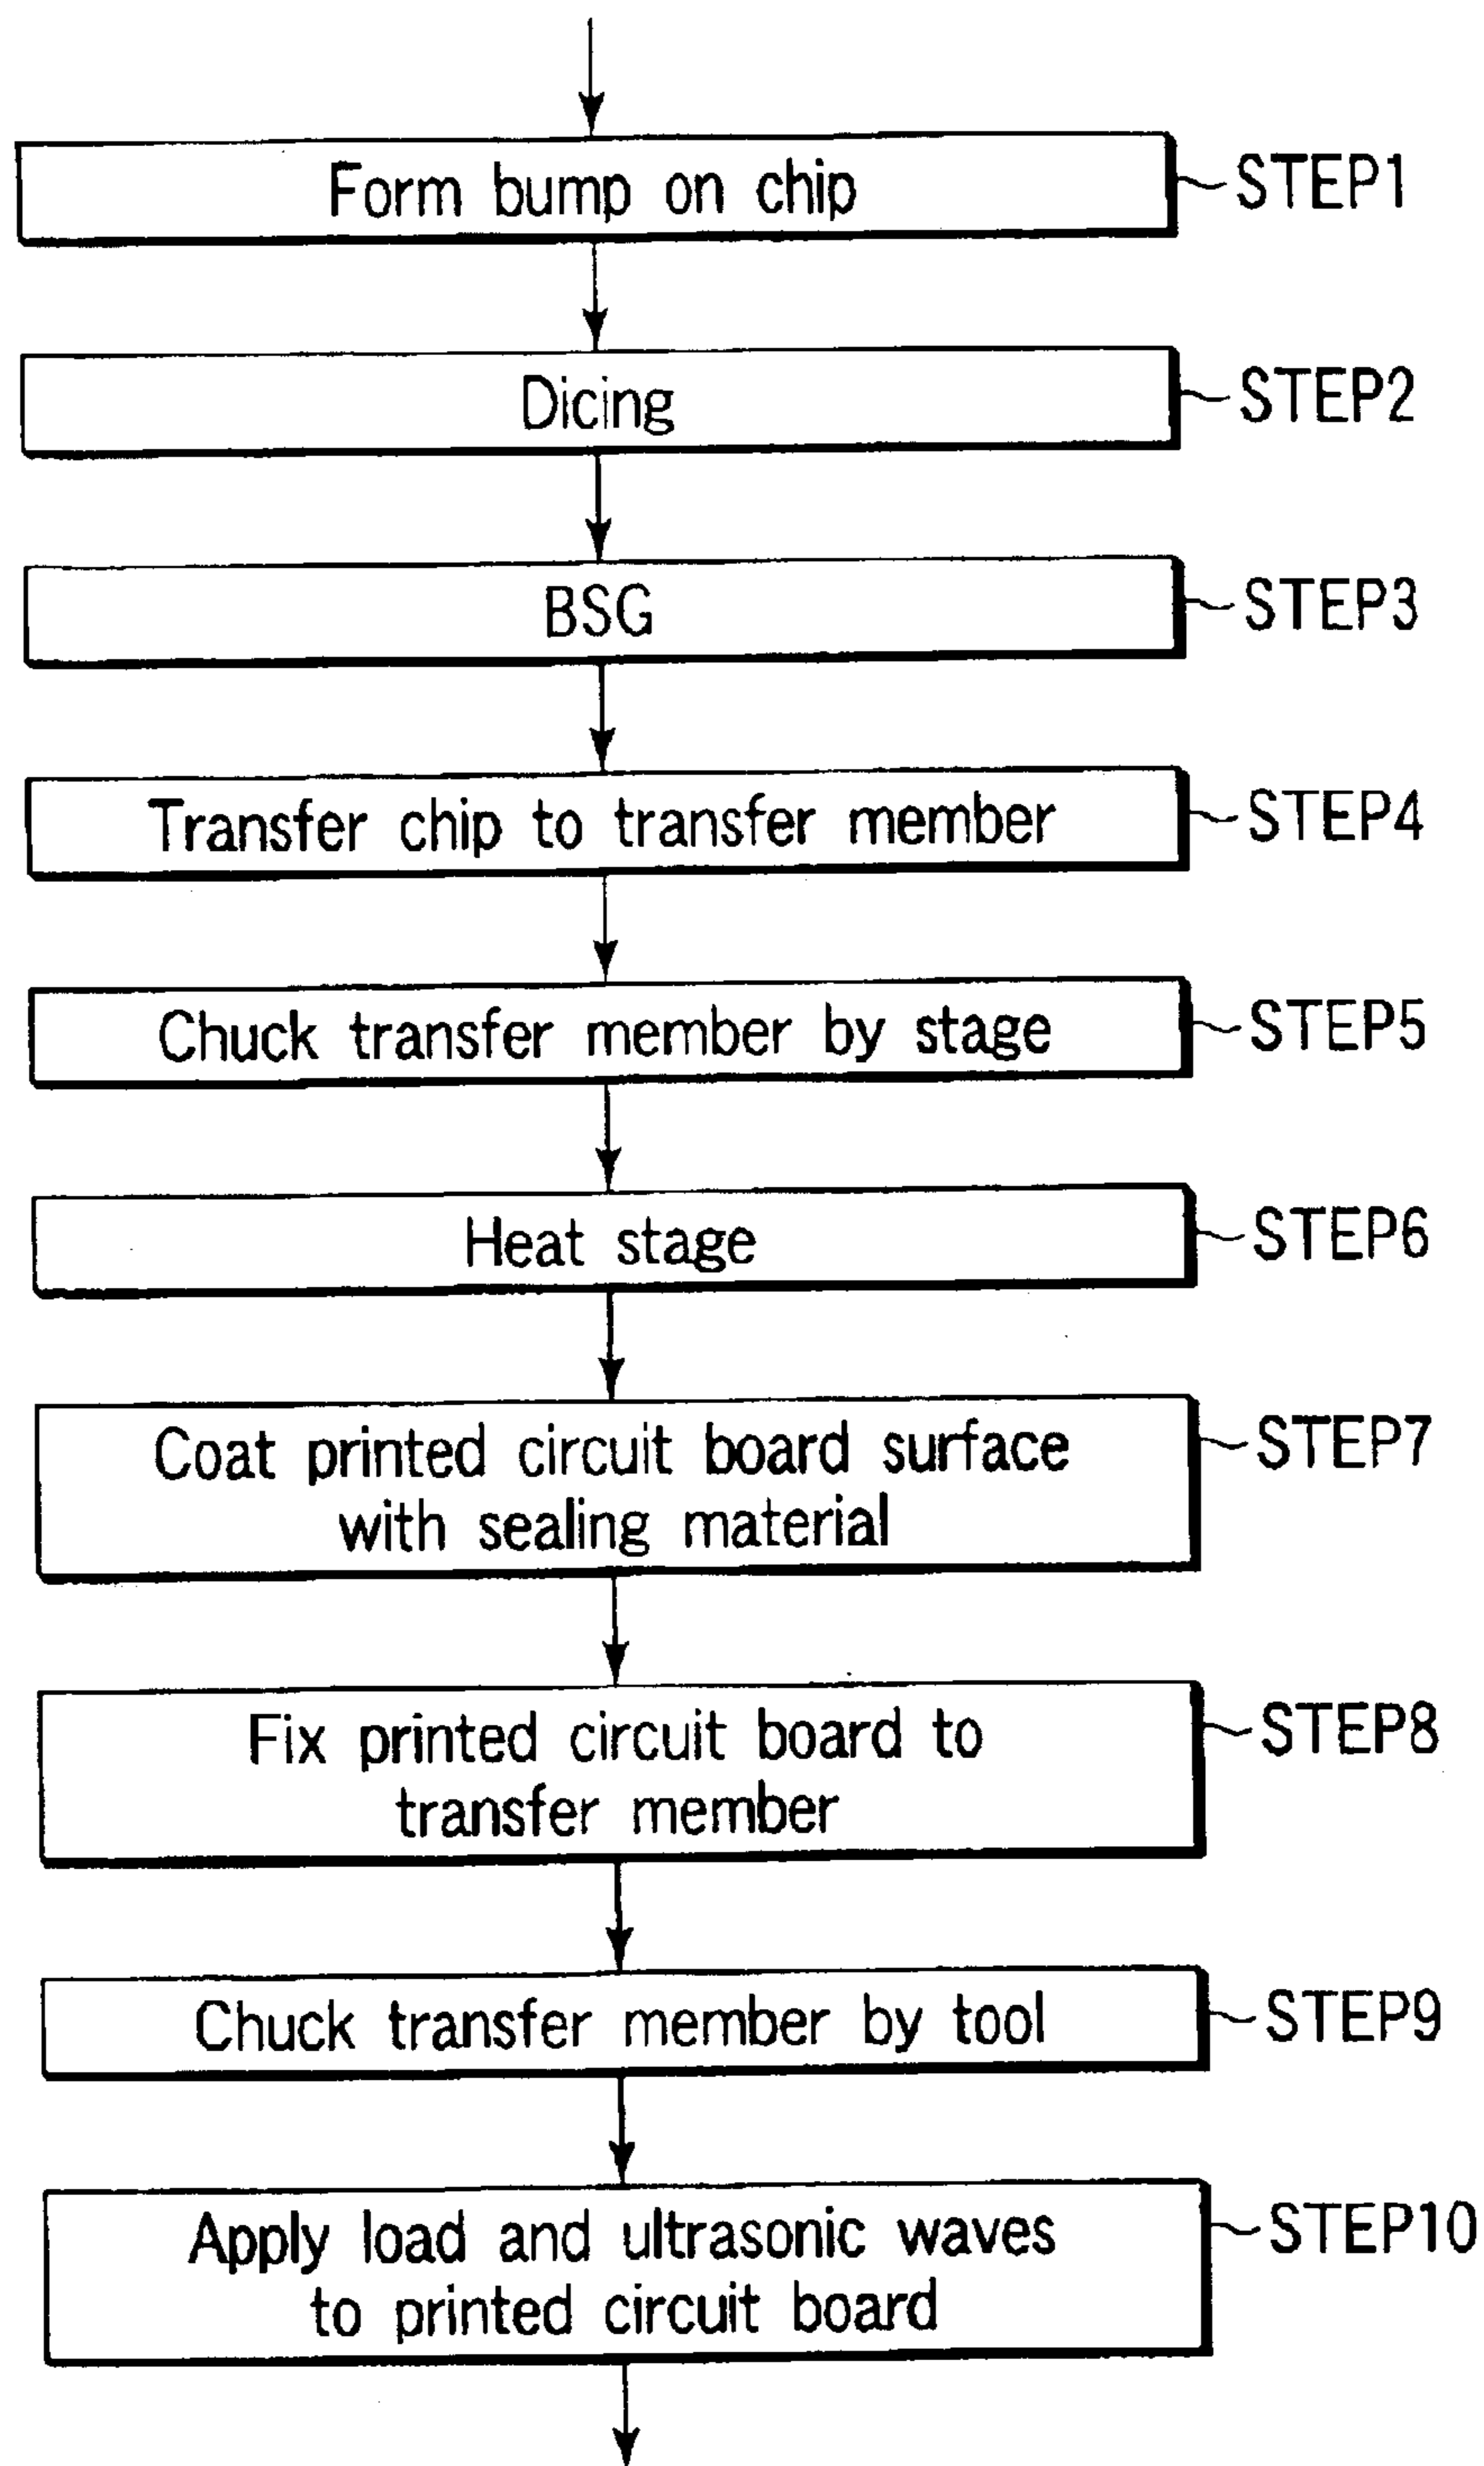 Form bump on chip
STEP1
Dicing
STEP2
BSG
STEP3
Transfer chip to transfer member
STEP4
Chuck transfer member by stage
STEP5
Heat stage
STEP6
Coat printed circuit board surface
with sealing material
STEP7
Fix printed circuit board to
transfer member
STEP8
Chuck transfer member by tool
STEP9
Apply load and ultrasonic waves
to printed circuit board
STEP10